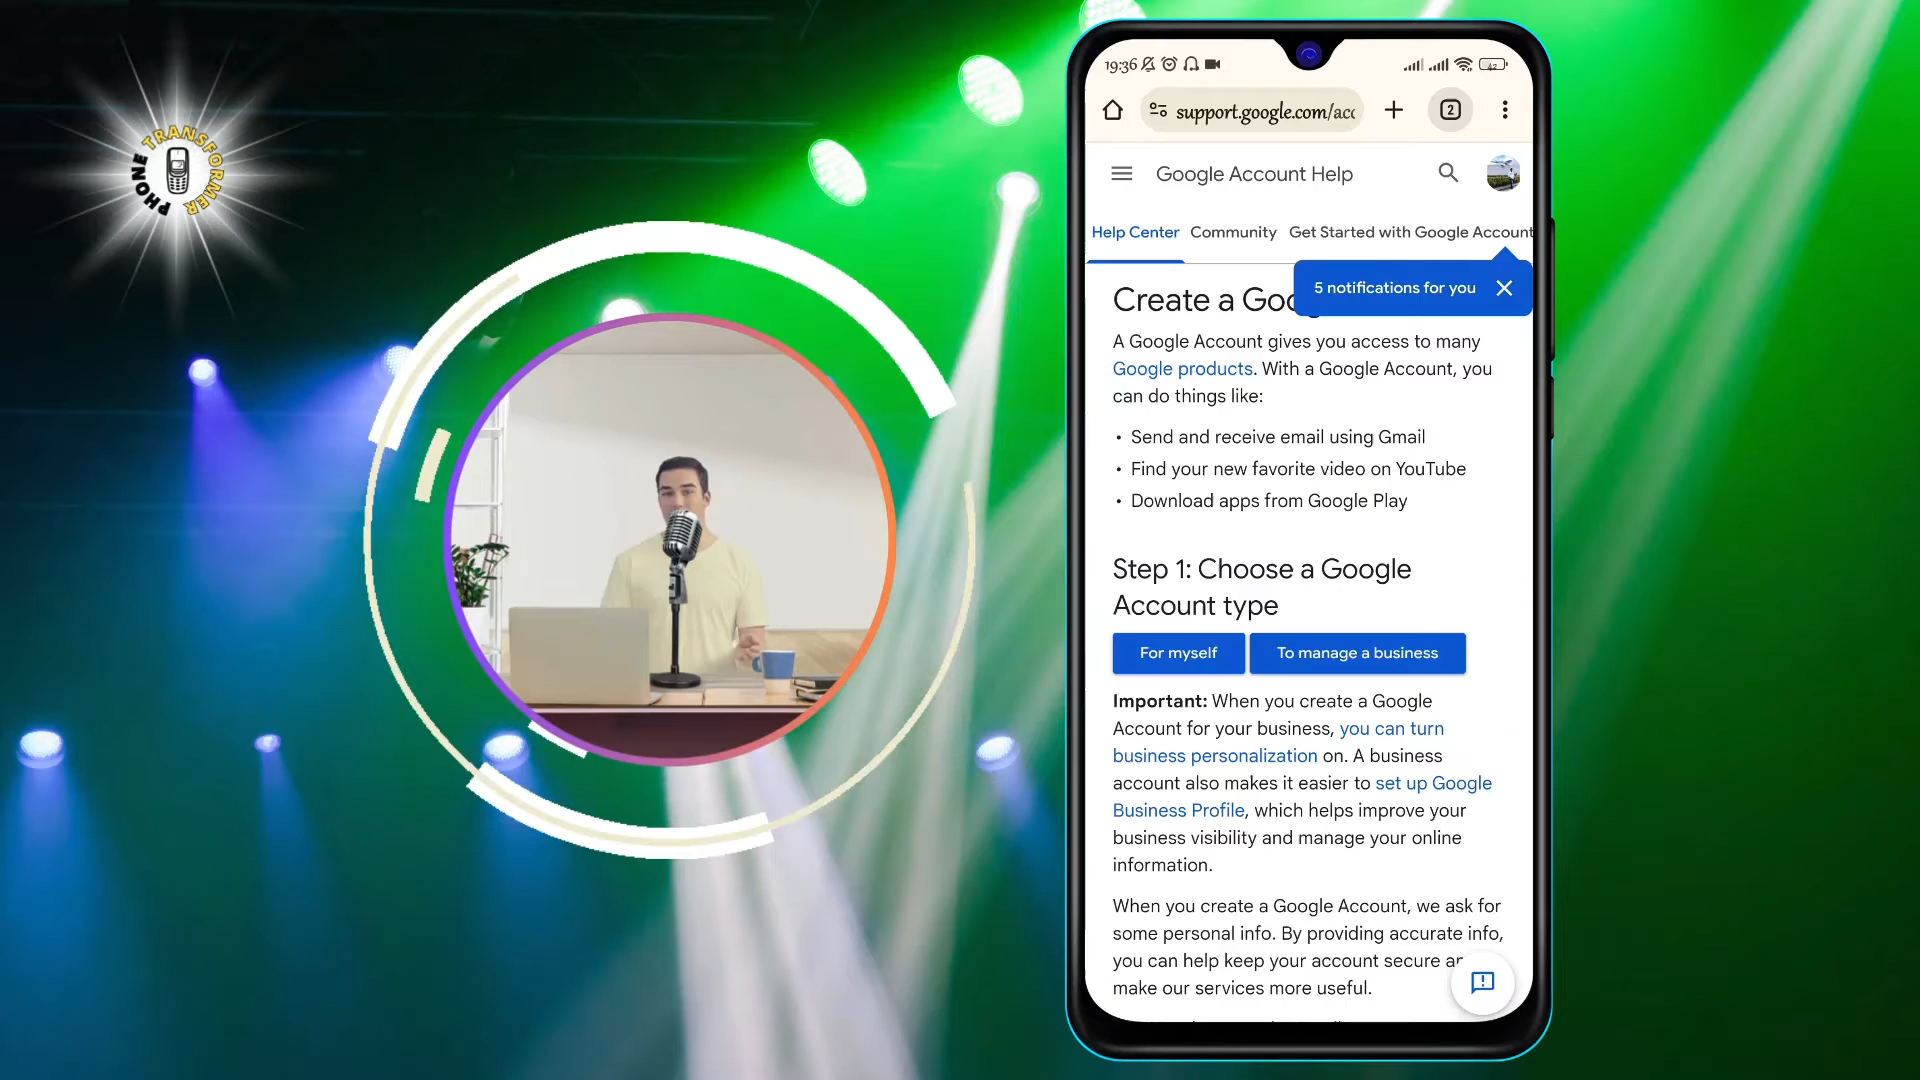 PHONE TRANSFORMER
19:36
42
support.google.com/acc
2
Google Account Help
Help Center Community Get Started with Google Account
5 notifications for you
Create a Goo
A Google Account gives you access to many
Google products. With a Google Account, you
can do things like:
• Send and receive email using Gmail
• Find your new favorite video on YouTube
• Download apps from Google Play
Step 1: Choose a Google
Account type
For myself
To manage a business
Important: When you create a Google
Account for your business, you can turn
business personalization on. A business
account also makes it easier to set up Google
Business Profile, which helps improve your
business visibility and manage your online
information.
When you create a Google Account, we ask for
some personal info. By providing accurate info,
you can help keep your account secure
make our services more useful.